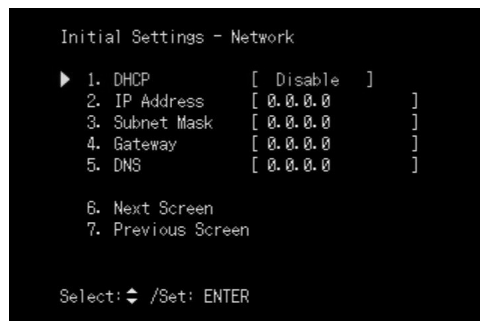 Initial Settings - Network
▶ 1. DHCP [ Disable ]
2. IP Address [ 0.0.0.0 ]
3. Subnet Mask [ 0.0.0.0 ]
4. Gateway [ 0.0.0.0 ]
5. DNS [ 0.0.0.0 ]
6. Next Screen
7. Previous Screen
Select:⬍ /Set: ENTER